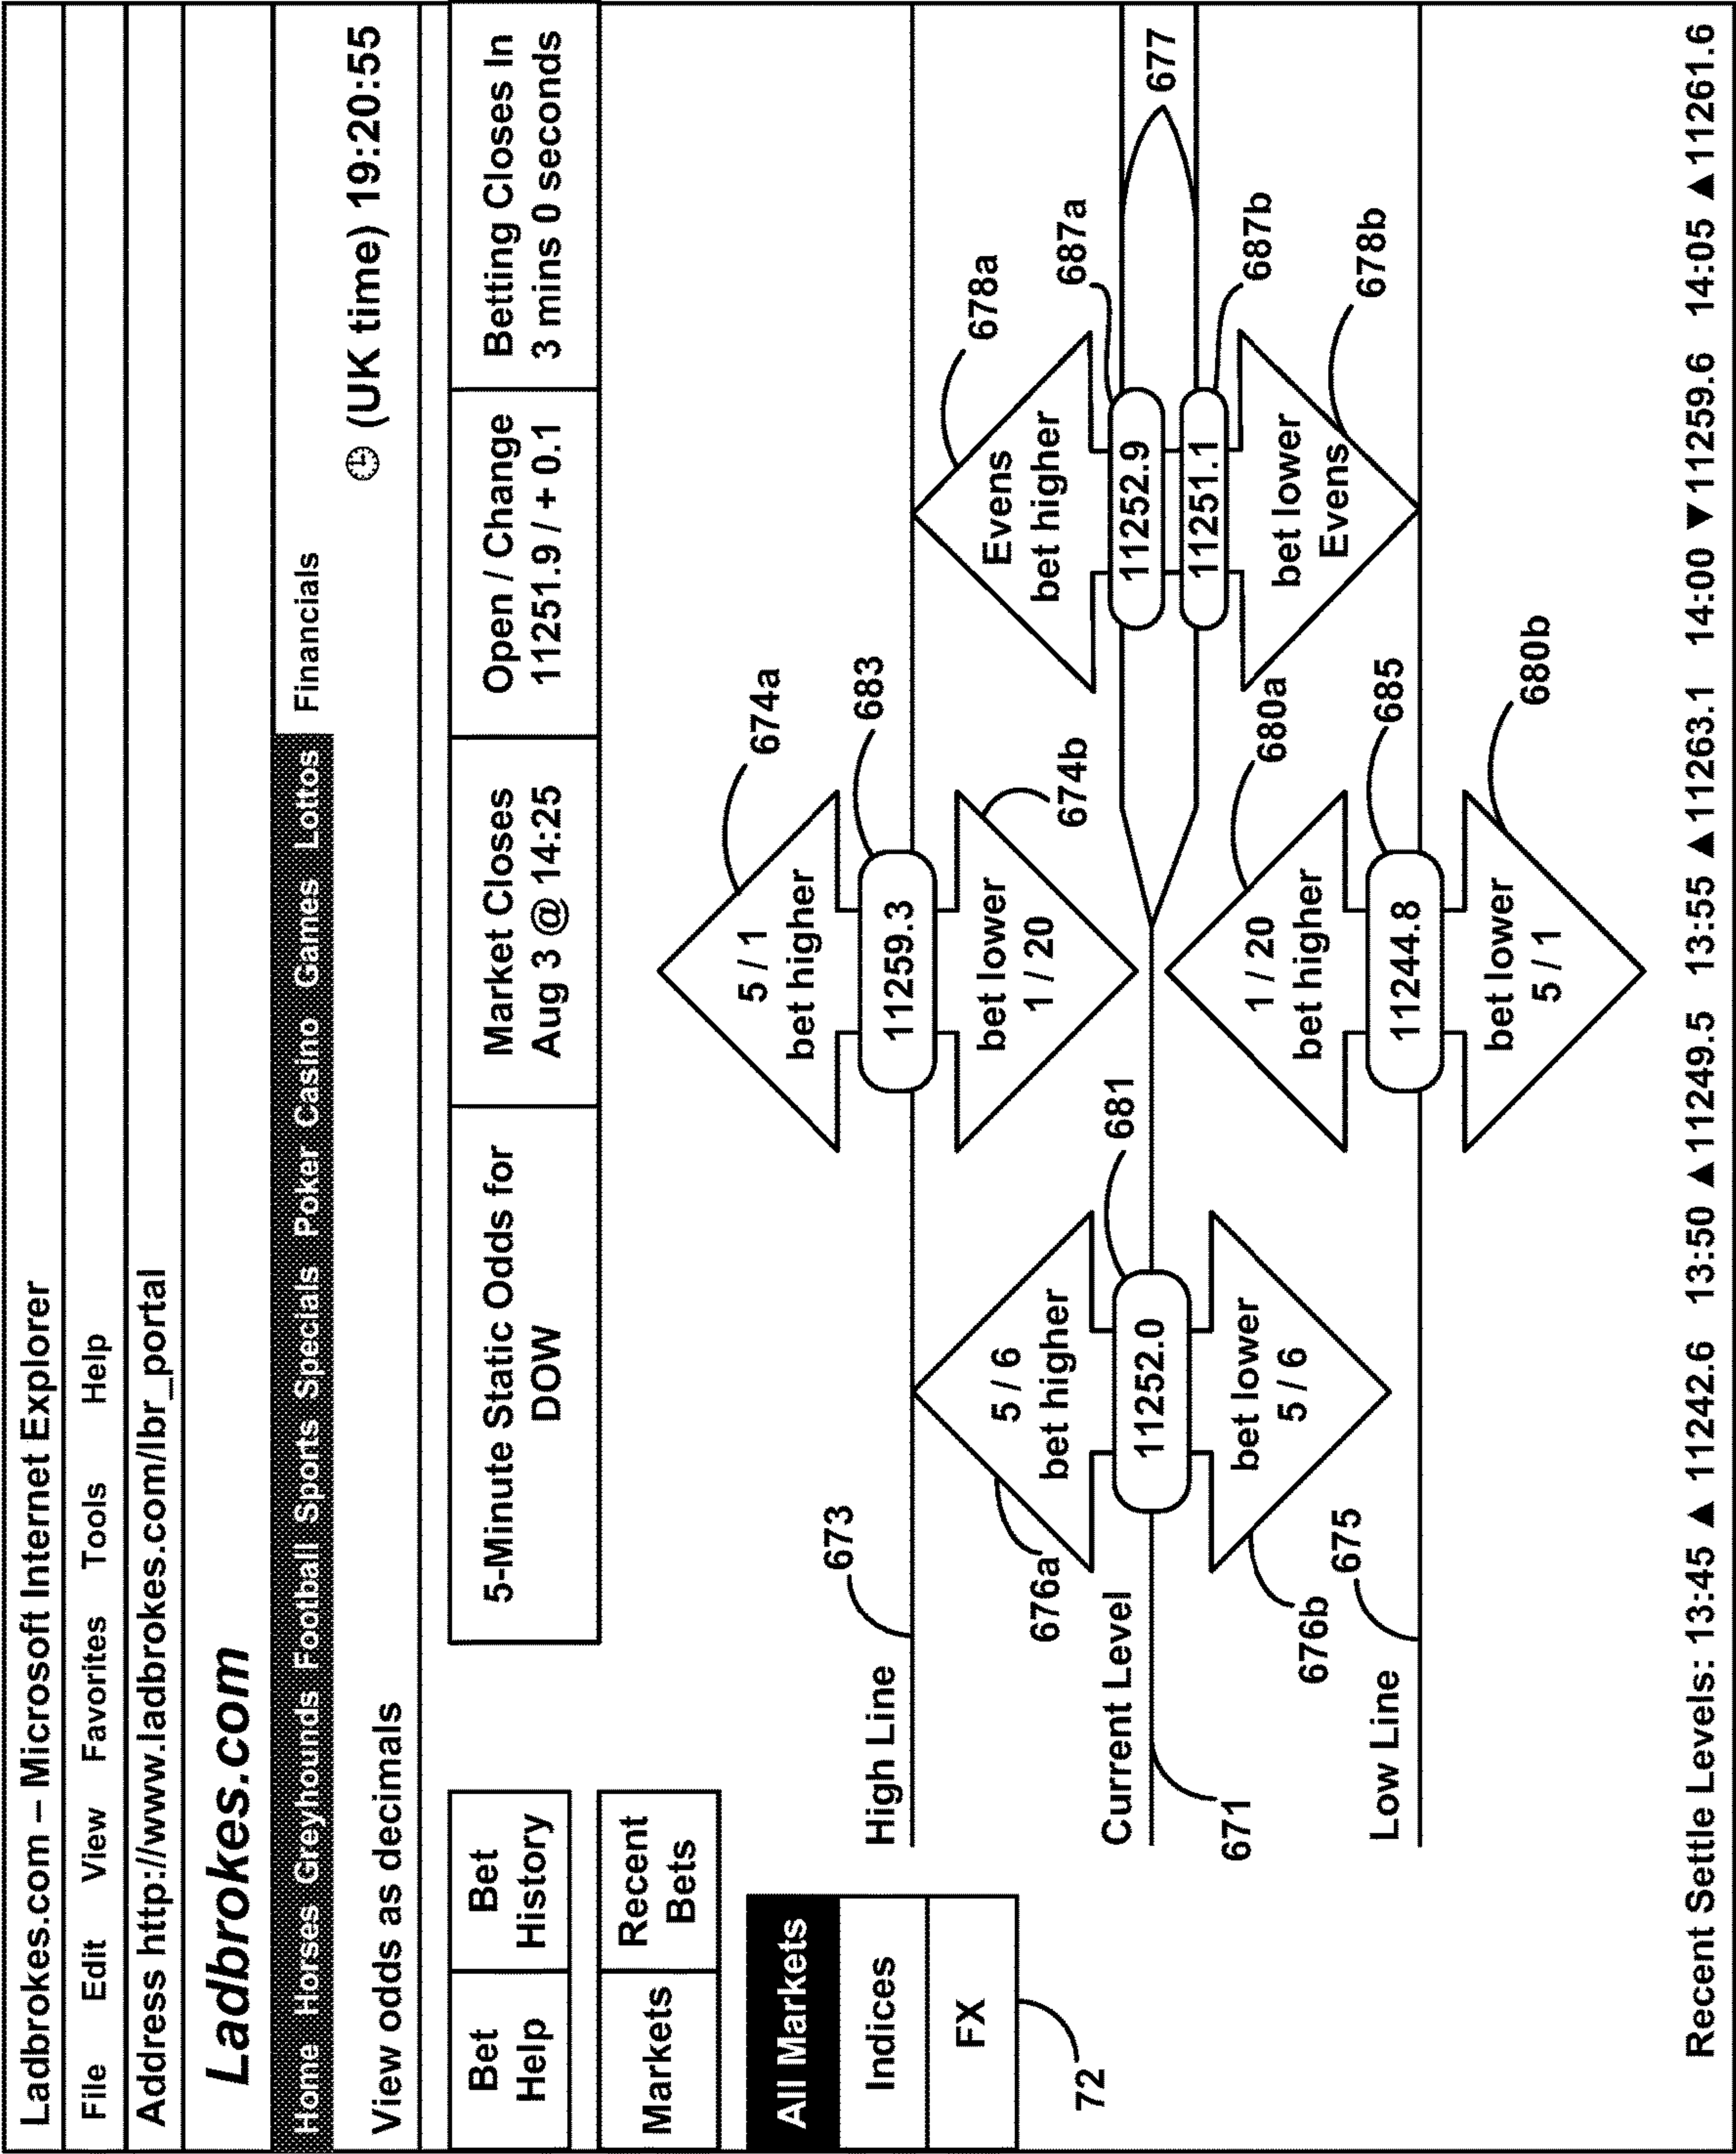 Ladbrokes.com – Microsoft Internet Explorer
File Edit View Favorites Tools Help
Address http://www.ladbrokes.com/lbr_portal
Ladbrokes.com
Home Horses Greyhounds Football Sports Specials Poker Casino Games Lottos Financials
View odds as decimals
(UK time) 19:20:55
Bet Help
Bet History
Markets
Recent Bets
All Markets
Indices
FX
72
5-Minute Static Odds for
DOW
Market Closes
Aug 3 @ 14:25
Open / Change
11251.9 / + 0.1
Betting Closes In
3 mins 0 seconds
High Line
673
5 / 1
bet higher
674a
11259.3
683
bet lower
1 / 20
674b
Current Level
671
5 / 6
bet higher
676a
11252.0
681
bet lower
5 / 6
676b
Evens
bet higher
678a
11252.9
687a
677
11251.1
687b
bet lower
Evens
678b
Low Line
675
1 / 20
bet higher
680a
11244.8
685
bet lower
5 / 1
680b
Recent Settle Levels: 13:45 ▲ 11242.6 13:50 ▲11249.5 13:55 ▲11263.1 14:00 ▼11259.6 14:05 ▲11261.6